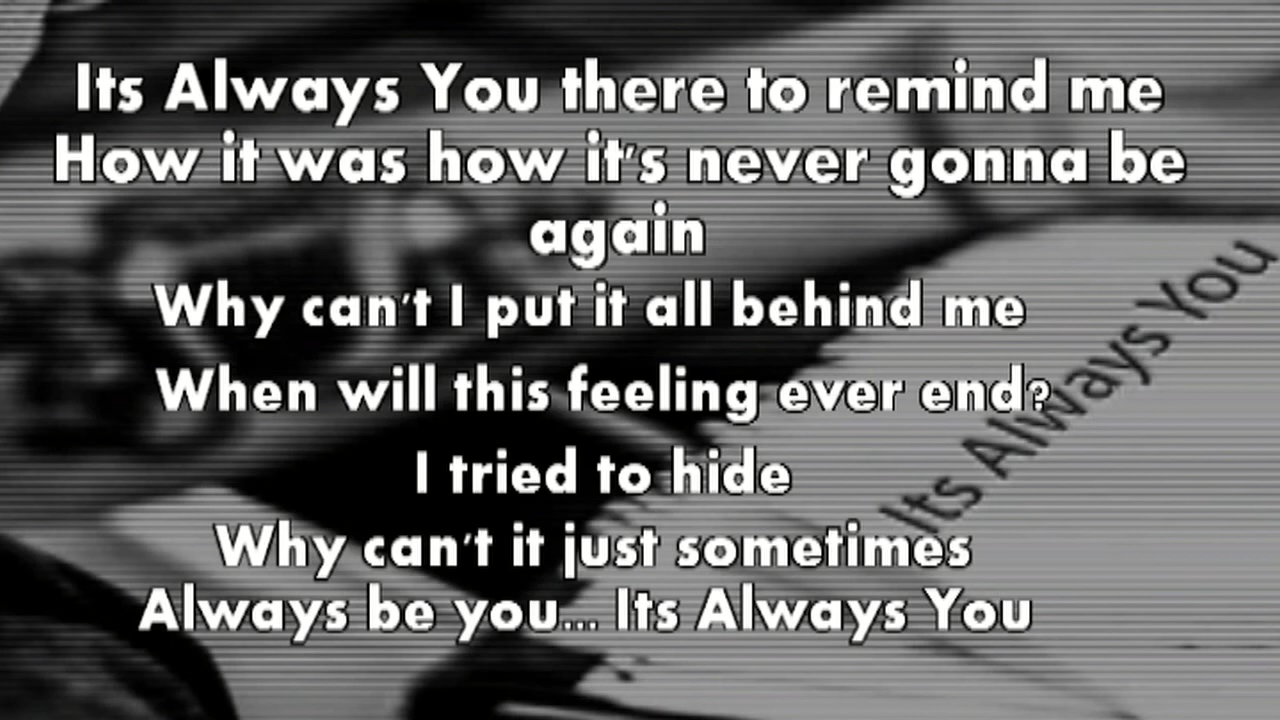 Its Always You there to remind me
How it was how it's never gonna be
again
Why can't I put it all behind me
When will this feeling ever end?
I tried to hide
Why can't it just sometimes
Always be you... Its Always You
Its Always You